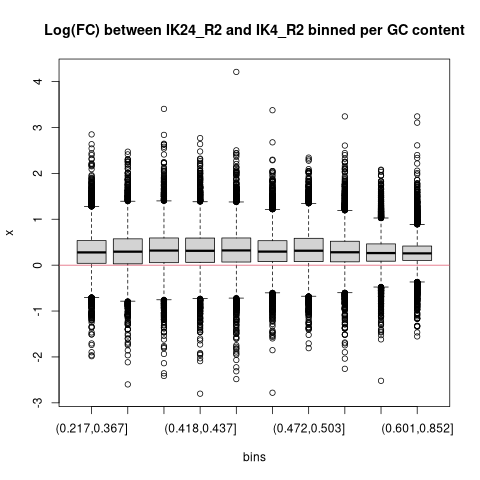 Log(FC) between IK24_R2 and IK4_R2 binned per GC content
4
3
2
1
0
-1
-2
-3
x
(0.217,0.367] (0.418,0.437] (0.472,0.503] (0.601,0.852]
bins